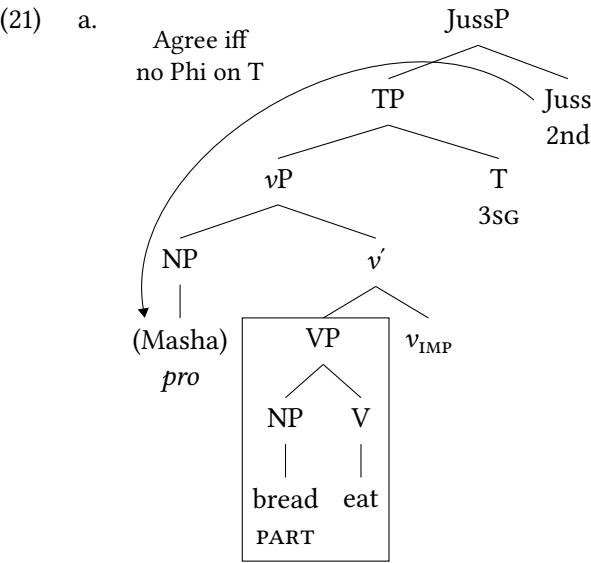 (21) a. JussP
Agree iff
no Phi on T
TP Juss
2nd
vP T
3SG
NP v′
(Masha) VP vIMP
pro
NP V
bread eat
PART